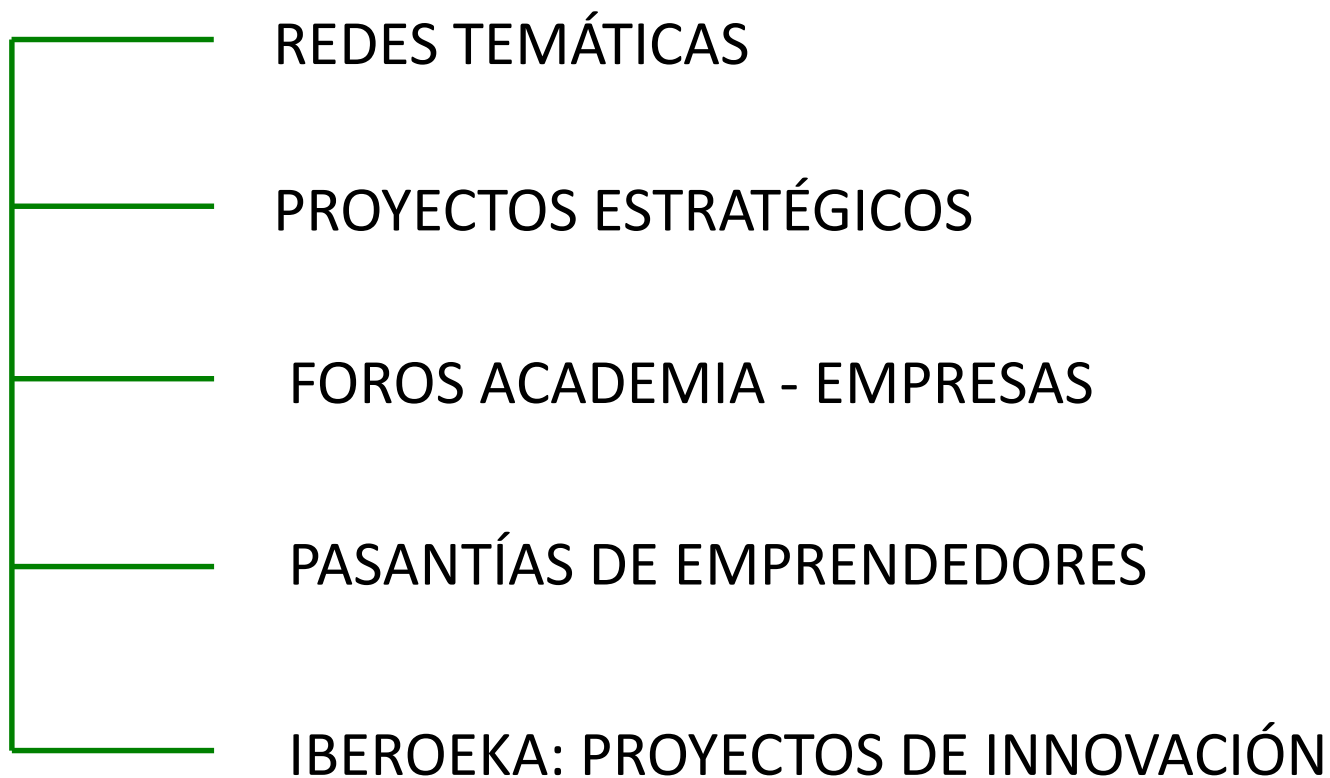 REDES TEMÁTICAS
PROYECTOS ESTRATÉGICOS
FOROS ACADEMIA - EMPRESAS
PASANTÍAS DE EMPRENDEDORES
IBEROEKA: PROYECTOS DE INNOVACIÓN